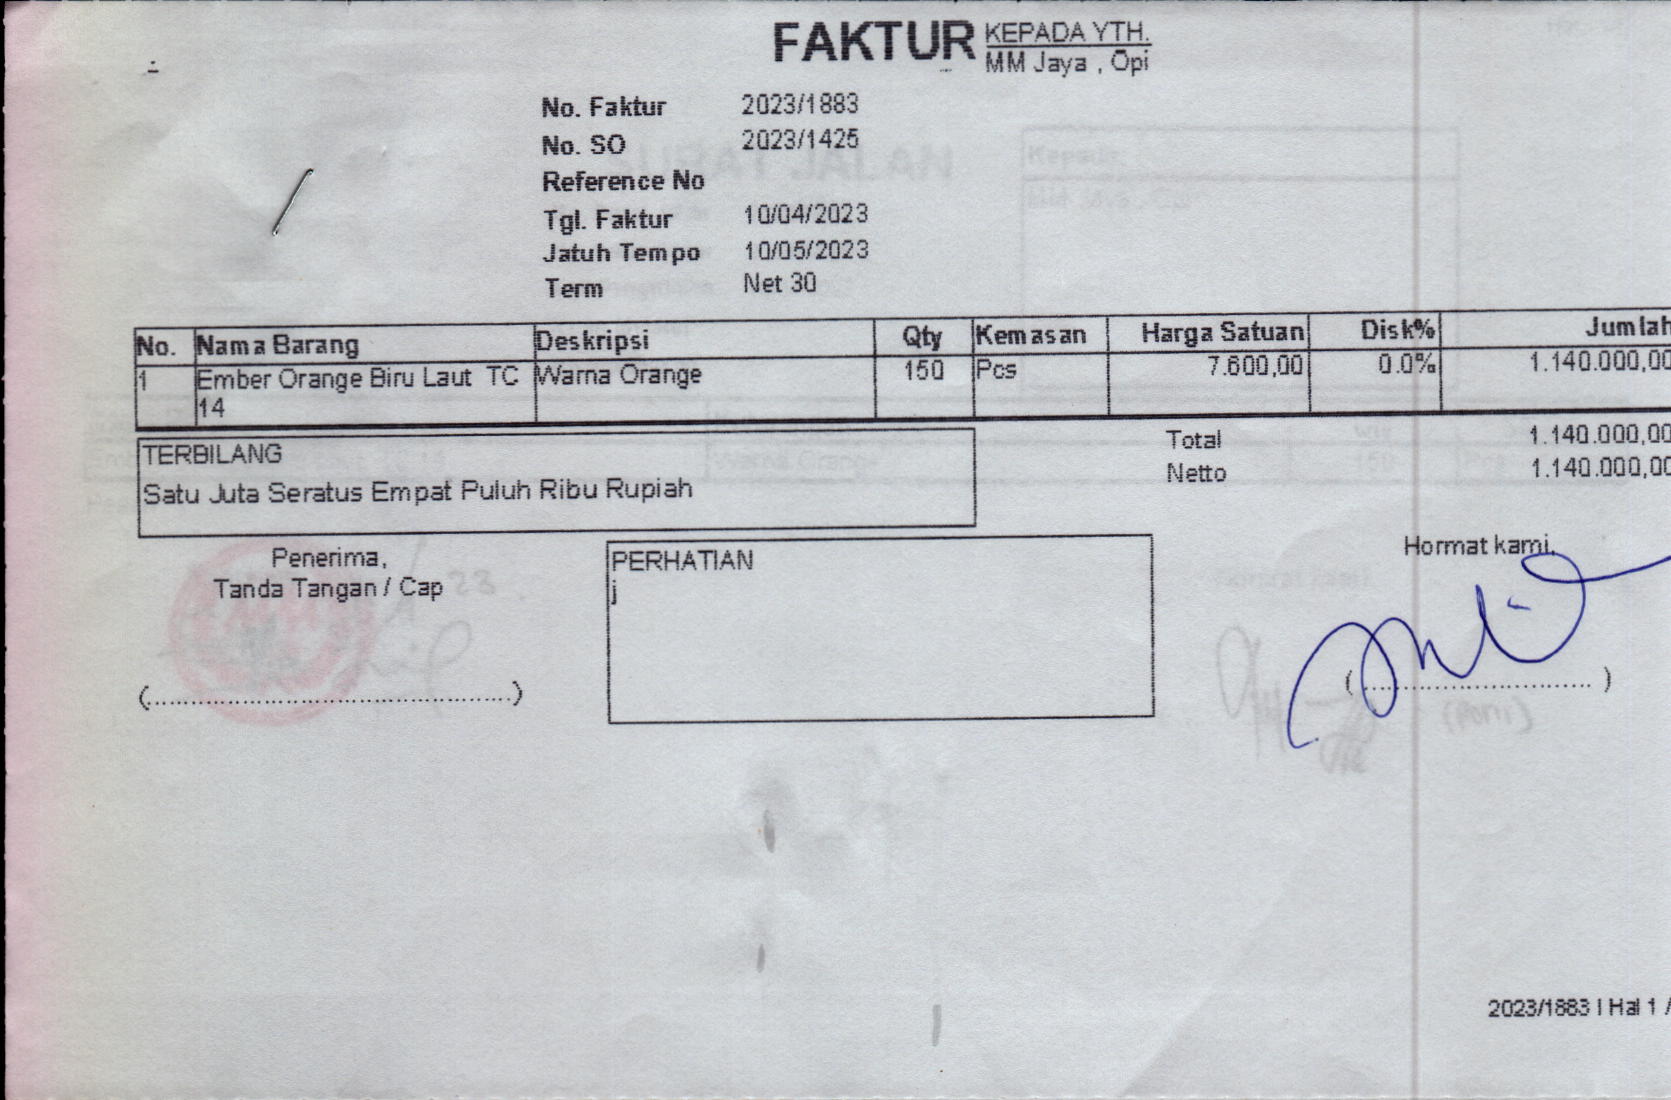 FAKTUR KEPADA YTH.
MM Jaya , Opi
No. Faktur 2023/1883
No. SO 2023/1425
Reference No
Tgl. Faktur 10/04/2023
Jatuh Tempo 10/05/2023
Term Net 30
No. Nama Barang Deskripsi Qty Kemasan Harga Satuan Disk% Jumlah
1 Ember Orange Biru Laut TC Warna Orange 150 Pcs 7.600,00 0.0% 1.140.000,00
14
Total 1.140.000,00
TERBILANG
Netto 1.140.000,00
Satu Juta Seratus Empat Puluh Ribu Rupiah
Penerima,
Tanda Tangan / Cap
PERHATIAN
j
Hormat kami,
(..........................................)
( .................................. )
2023/1883 | Hal 1 /